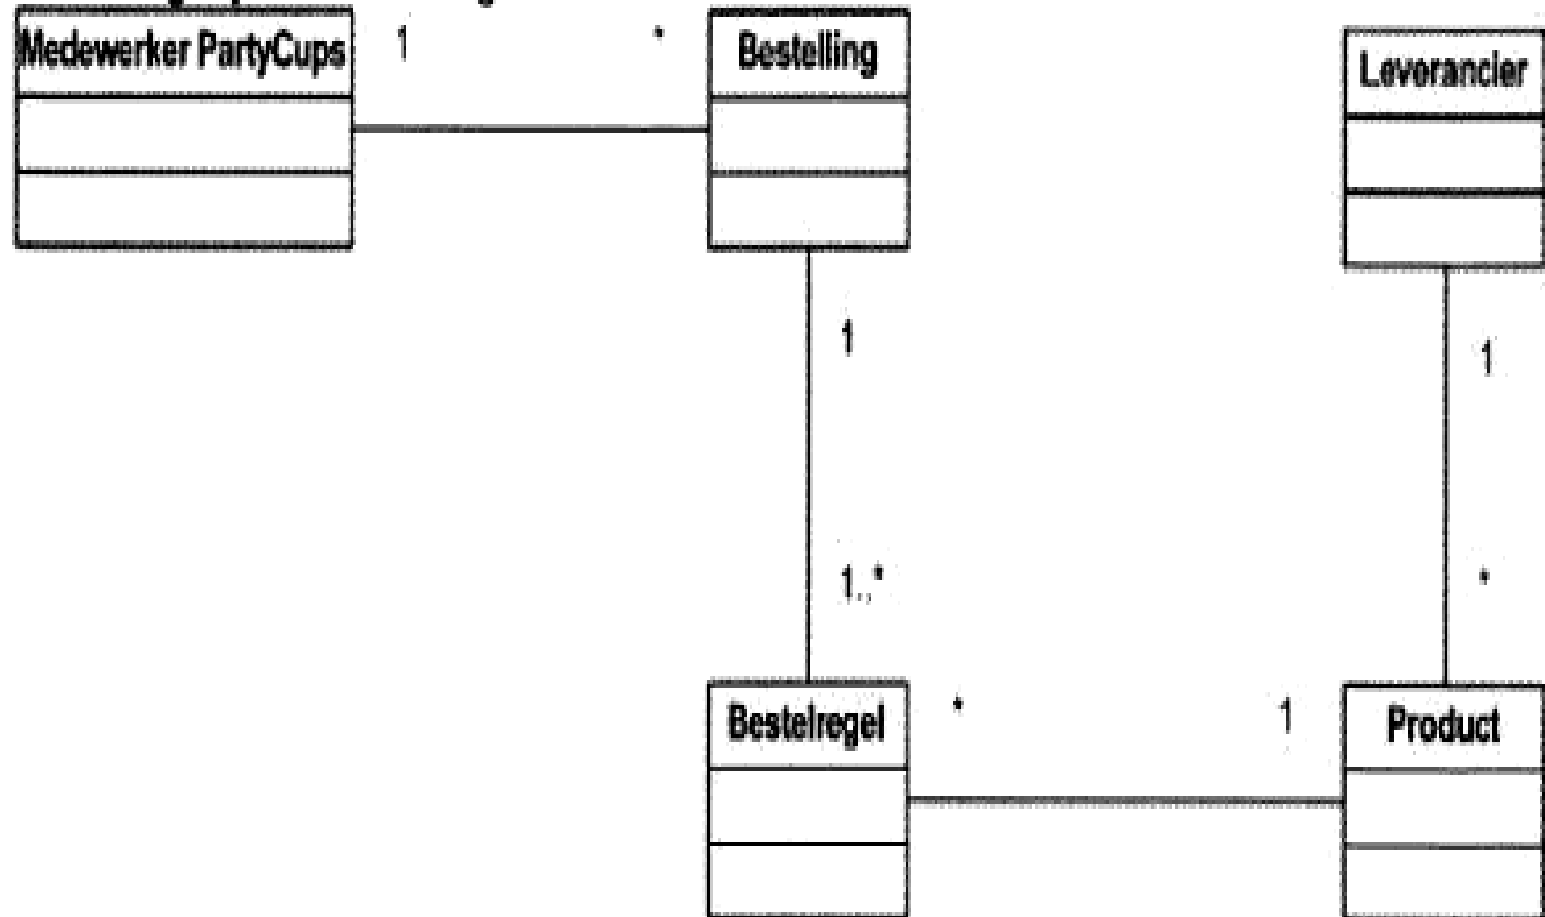 Medewerker PartyCups
1
*
Bestelling
Leverancier
1
1
1..*
*
Bestelregel
*
1
Product